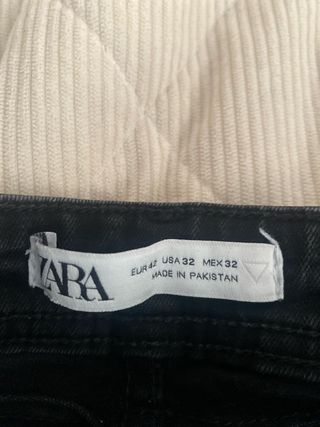 ZARA
EUR 42 USA 32 MEX 32
MADE IN PAKISTAN